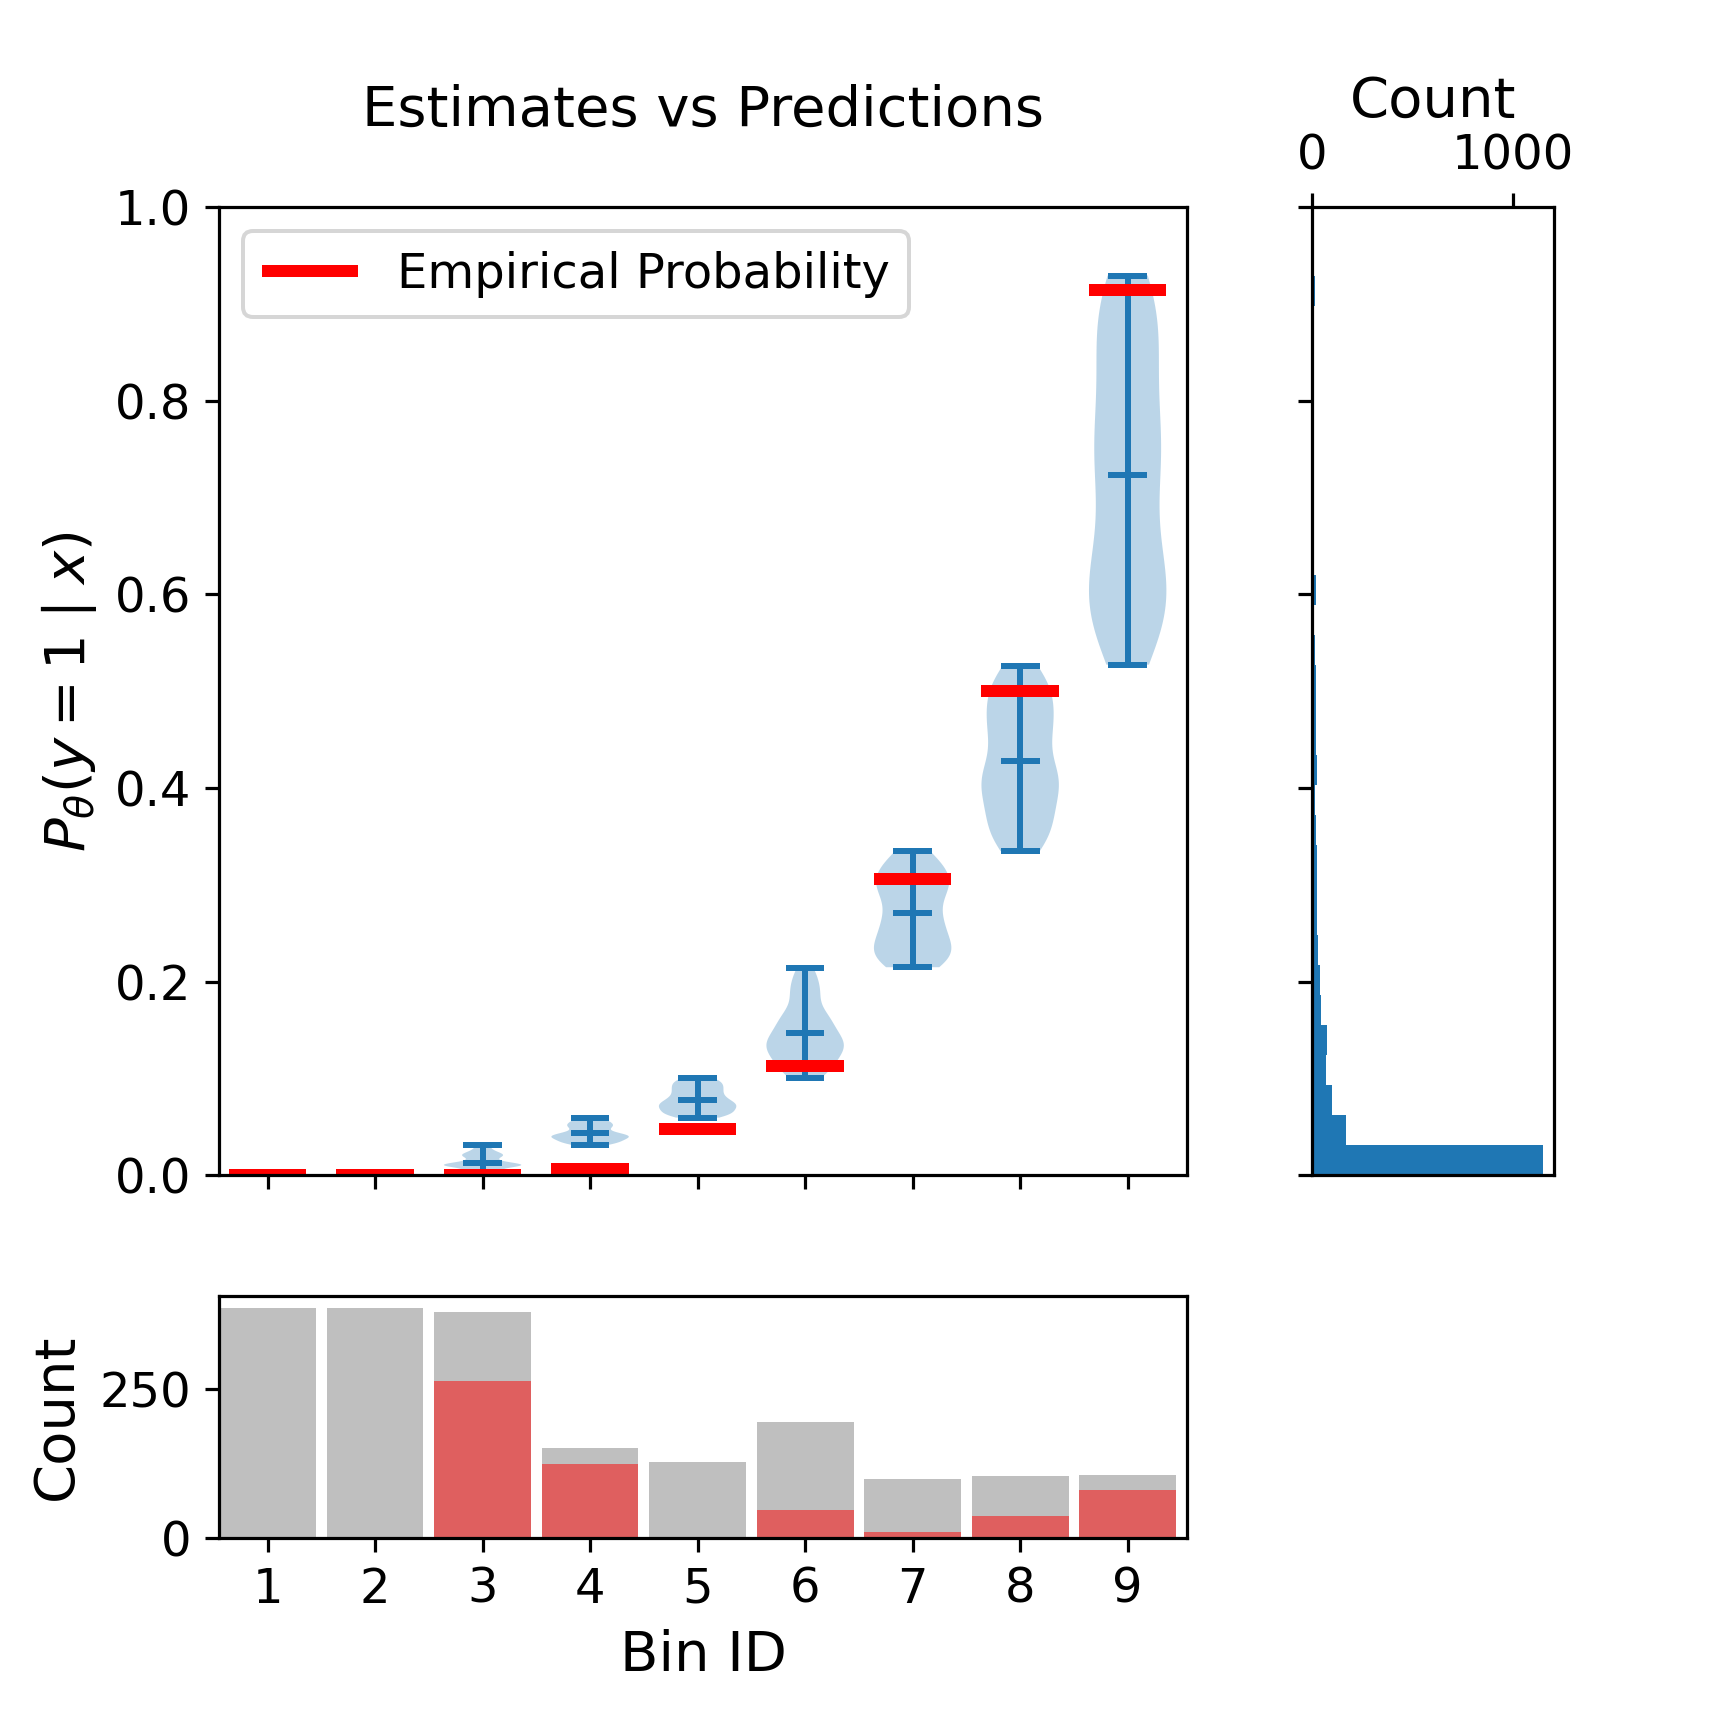 Estimates vs Predictions
Count
0 1000
1.0
Empirical Probability
0.8
0.6
0.4
0.2
0.0
P_θ(y = 1 | x)
Count
250
0
1 2 3 4 5 6 7 8 9
Bin ID